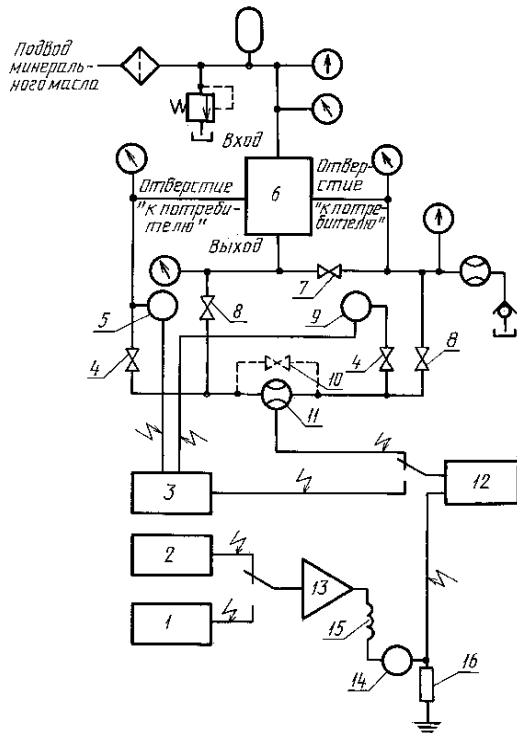 Подвод
минераль-
ного масла
Вход
Отверстие
"к потреби-
телю"
6
Отвер-
стие
"к потре-
бителю"
Выход
7
5
8
9
4
4
8
10
11
3
12
2
13
1
15
14
16